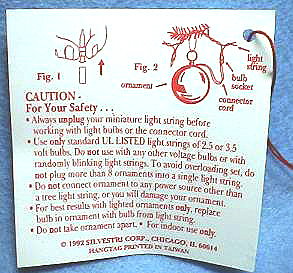 Fig. 1
Fig. 2
light
string
bulb
socket
ornament
connector
cord
CAUTION -
For Your Safety . . .
• Always unplug your miniature light string before
working with light bulbs or the connector cord.
• Use only standard UL LISTED light strings of 2.5 or 3.5
volt bulbs. Do not use with any other voltage bulbs or with
randomly blinking light strings. To avoid overloading set, do
not plug more than 8 ornaments into a single light string.
• Do not connect ornament to any power source other than
a tree light string, or you will damage your ornament.
• For best results with lighted ornaments only, replace
bulb in ornament with bulb from light string.
• Do not take ornament apart. • For indoor use only.
© 1992 SILVESTRI CORP., CHICAGO, IL 60614
HANGTAG PRINTED IN TAIWAN